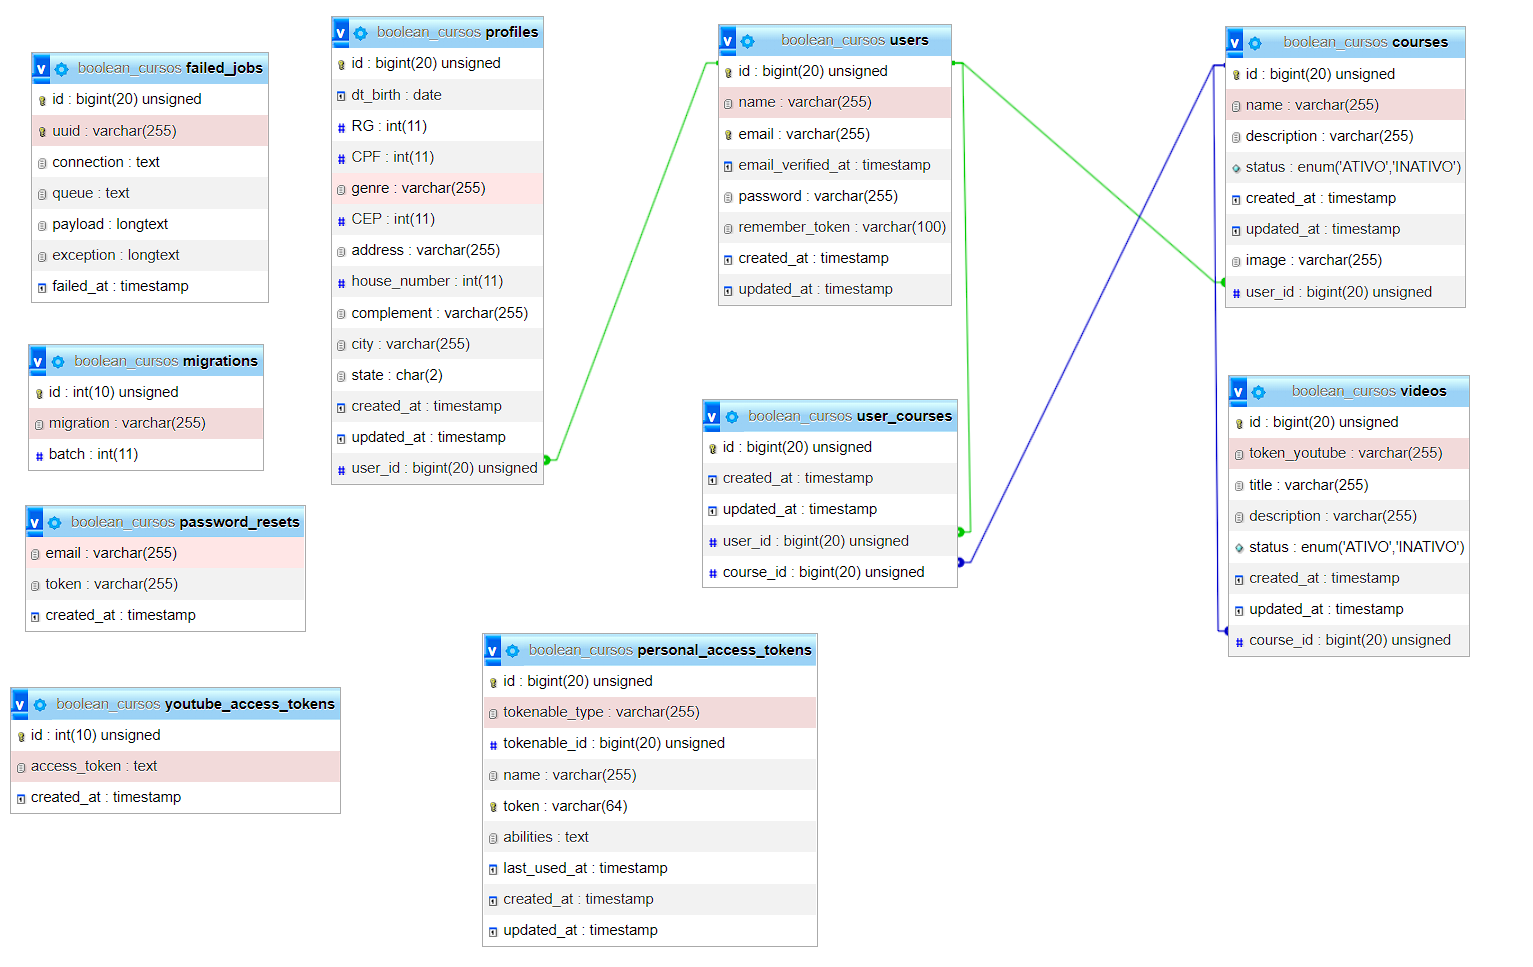 boolean_cursos failed_jobs
id : bigint(20) unsigned
uuid : varchar(255)
connection : text
queue : text
payload : longtext
exception : longtext
failed_at : timestamp
boolean_cursos migrations
id : int(10) unsigned
migration : varchar(255)
batch : int(11)
boolean_cursos password_resets
email : varchar(255)
token : varchar(255)
created_at : timestamp
boolean_cursos youtube_access_tokens
id : int(10) unsigned
access_token : text
created_at : timestamp
boolean_cursos profiles
id : bigint(20) unsigned
dt_birth : date
RG : int(11)
CPF : int(11)
genre : varchar(255)
CEP : int(11)
address : varchar(255)
house_number : int(11)
complement : varchar(255)
city : varchar(255)
state : char(2)
created_at : timestamp
updated_at : timestamp
user_id : bigint(20) unsigned
boolean_cursos personal_access_tokens
id : bigint(20) unsigned
tokenable_type : varchar(255)
tokenable_id : bigint(20) unsigned
name : varchar(255)
token : varchar(64)
abilities : text
last_used_at : timestamp
created_at : timestamp
updated_at : timestamp
boolean_cursos users
id : bigint(20) unsigned
name : varchar(255)
email : varchar(255)
email_verified_at : timestamp
password : varchar(255)
remember_token : varchar(100)
created_at : timestamp
updated_at : timestamp
boolean_cursos user_courses
id : bigint(20) unsigned
created_at : timestamp
updated_at : timestamp
user_id : bigint(20) unsigned
course_id : bigint(20) unsigned
boolean_cursos courses
id : bigint(20) unsigned
name : varchar(255)
description : varchar(255)
status : enum('ATIVO','INATIVO')
created_at : timestamp
updated_at : timestamp
image : varchar(255)
user_id : bigint(20) unsigned
boolean_cursos videos
id : bigint(20) unsigned
token_youtube : varchar(255)
title : varchar(255)
description : varchar(255)
status : enum('ATIVO','INATIVO')
created_at : timestamp
updated_at : timestamp
course_id : bigint(20) unsigned